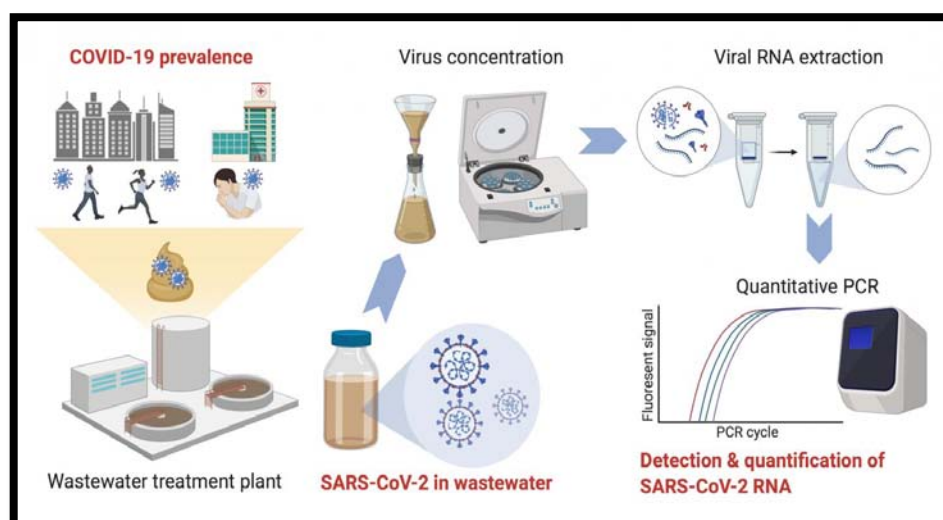 COVID-19 prevalence
Wastewater treatment plant
SARS-CoV-2 in wastewater
Virus concentration
Viral RNA extraction
Quantitative PCR
Fluoresent signal
PCR cycle
Detection & quantification of
SARS-CoV-2 RNA